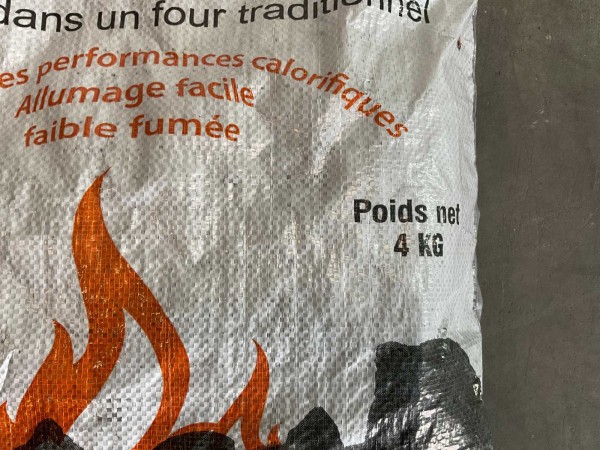 dans un four traditionnel
es performances calorifiques
Allumage facile
faible fumée
Poids net
4 KG